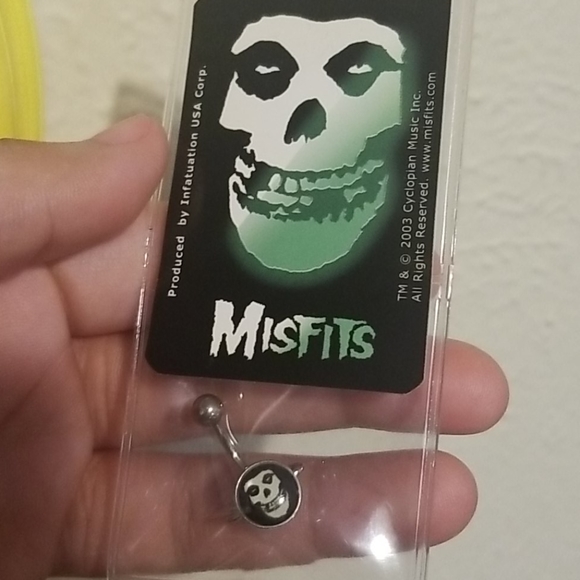 Produced by Infatuation USA Corp.
TM & © 2003 Cyclopian Music Inc.
All Rights Reserved. www.misfits.com
MISFITS